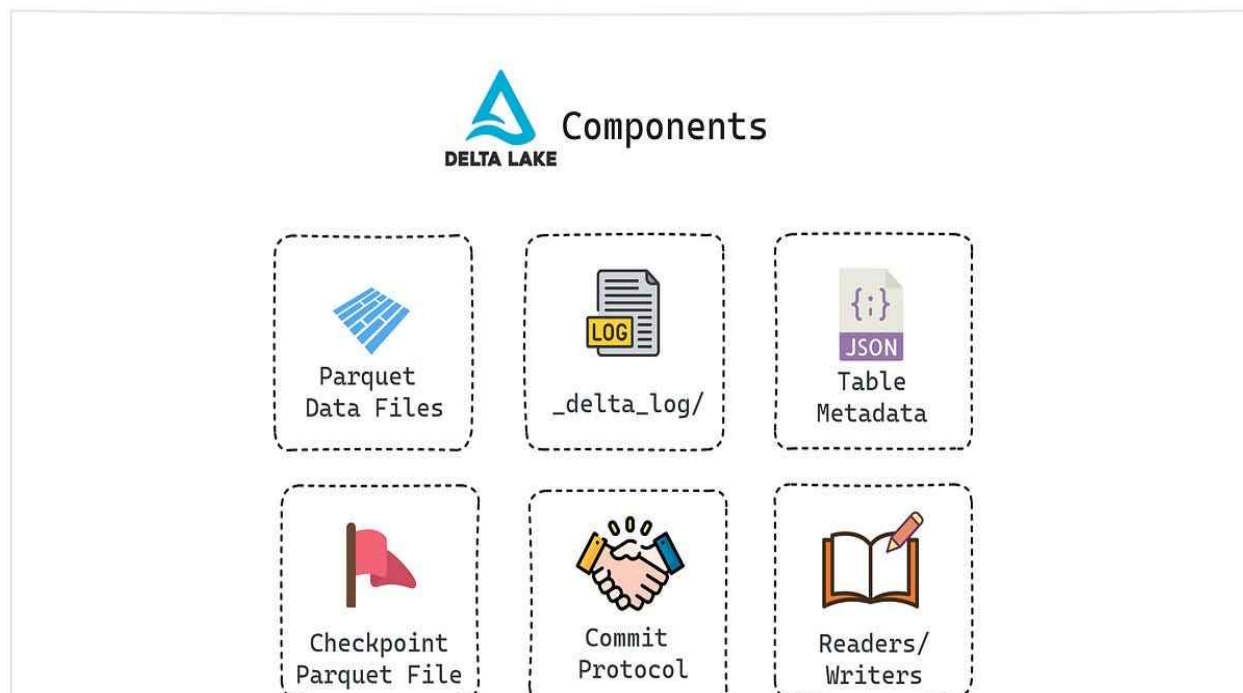 DELTA LAKE
Components
Parquet
Data Files
LOG
_delta_log/
{;}
JSON
Table
Metadata
Checkpoint
Parquet File
Commit
Protocol
Readers/
Writers